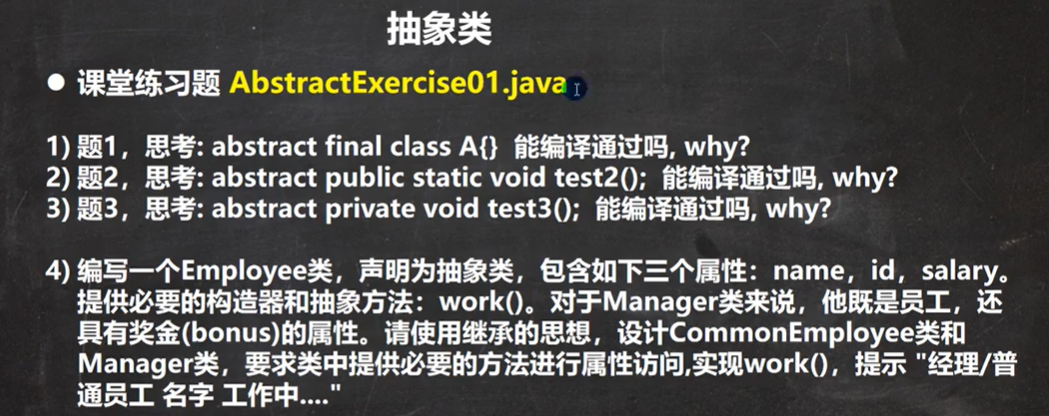 抽象类
● 课堂练习题 AbstractExercise01.java
1) 题1，思考: abstract final class A{} 能编译通过吗, why?
2) 题2，思考: abstract public static void test2(); 能编译通过吗, why?
3) 题3，思考: abstract private void test3(); 能编译通过吗, why?
4) 编写一个Employee类，声明为抽象类，包含如下三个属性：name，id，salary。
提供必要的构造器和抽象方法：work()。对于Manager类来说，他既是员工，还
具有奖金(bonus)的属性。请使用继承的思想，设计CommonEmployee类和
Manager类，要求类中提供必要的方法进行属性访问,实现work()，提示 "经理/普
通员工 名字 工作中...."